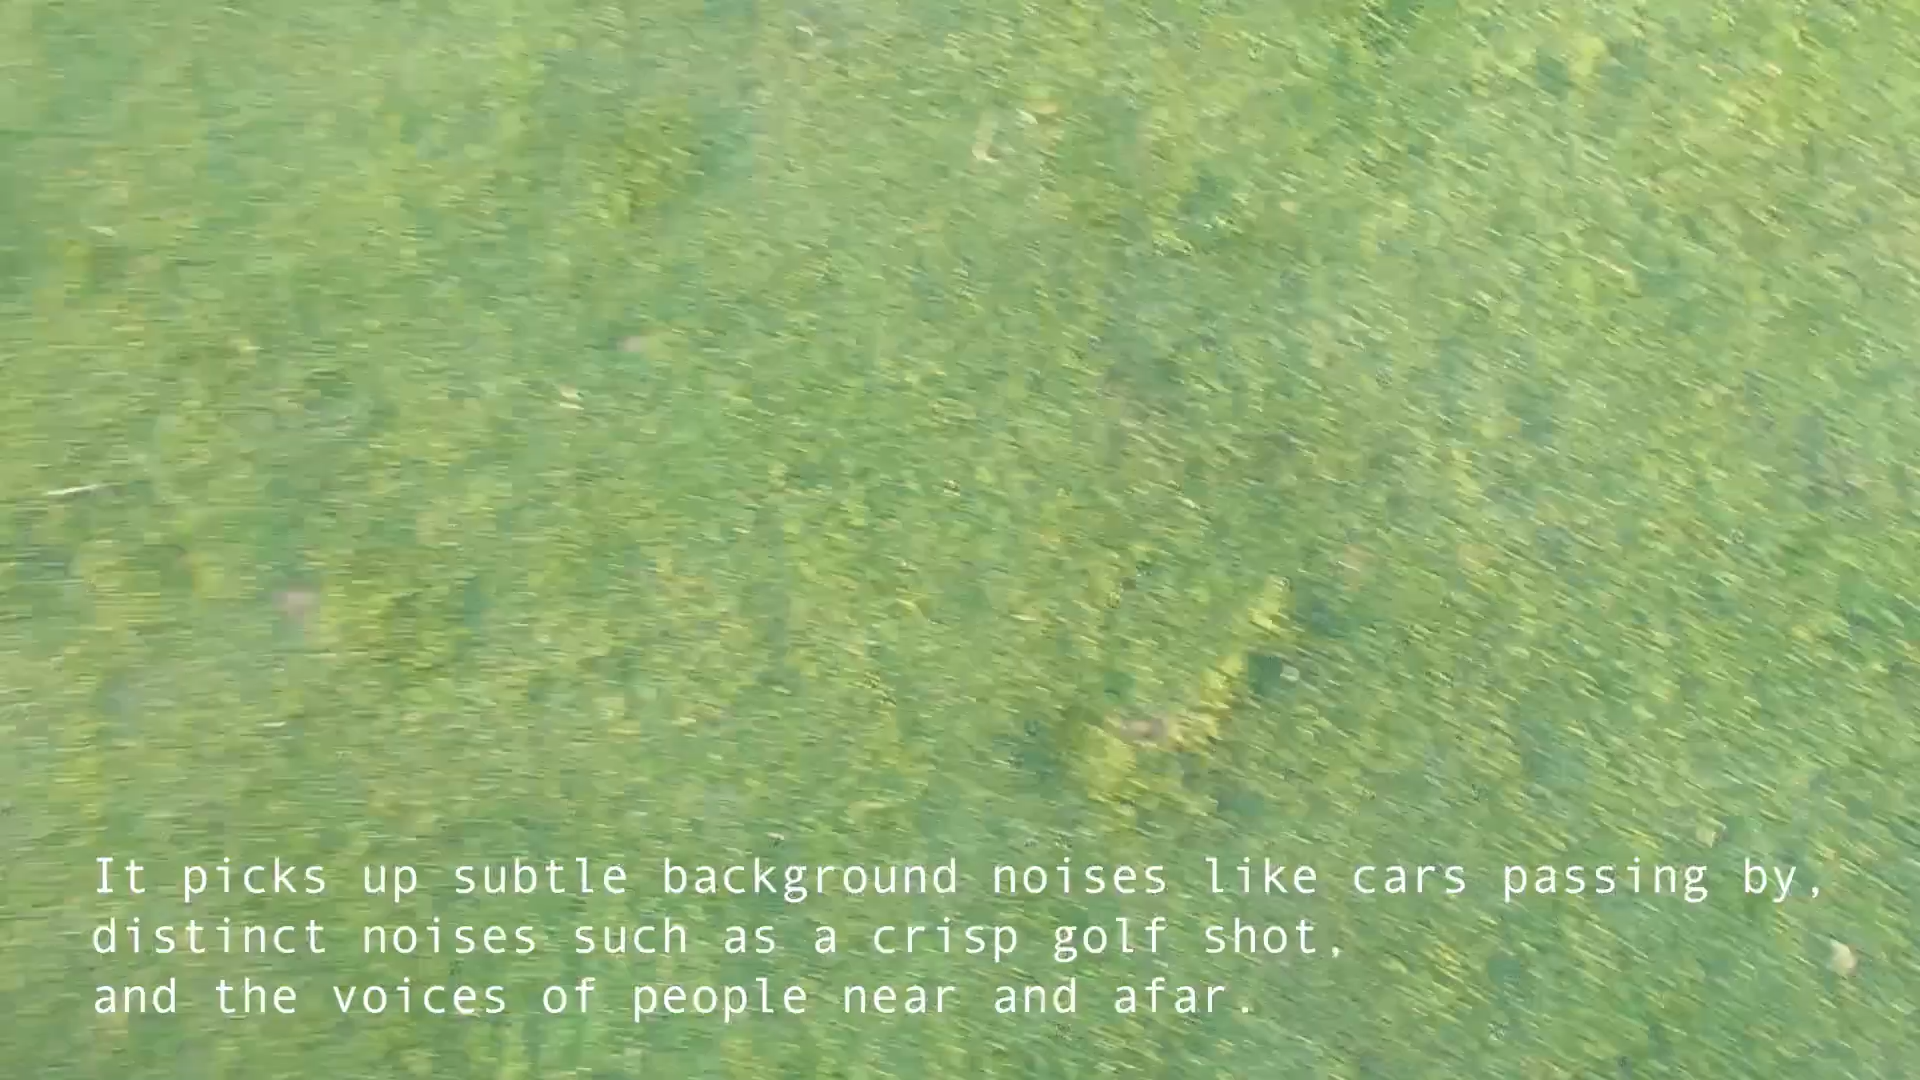 It picks up subtle background noises like cars passing by,
distinct noises such as a crisp golf shot,
and the voices of people near and afar.